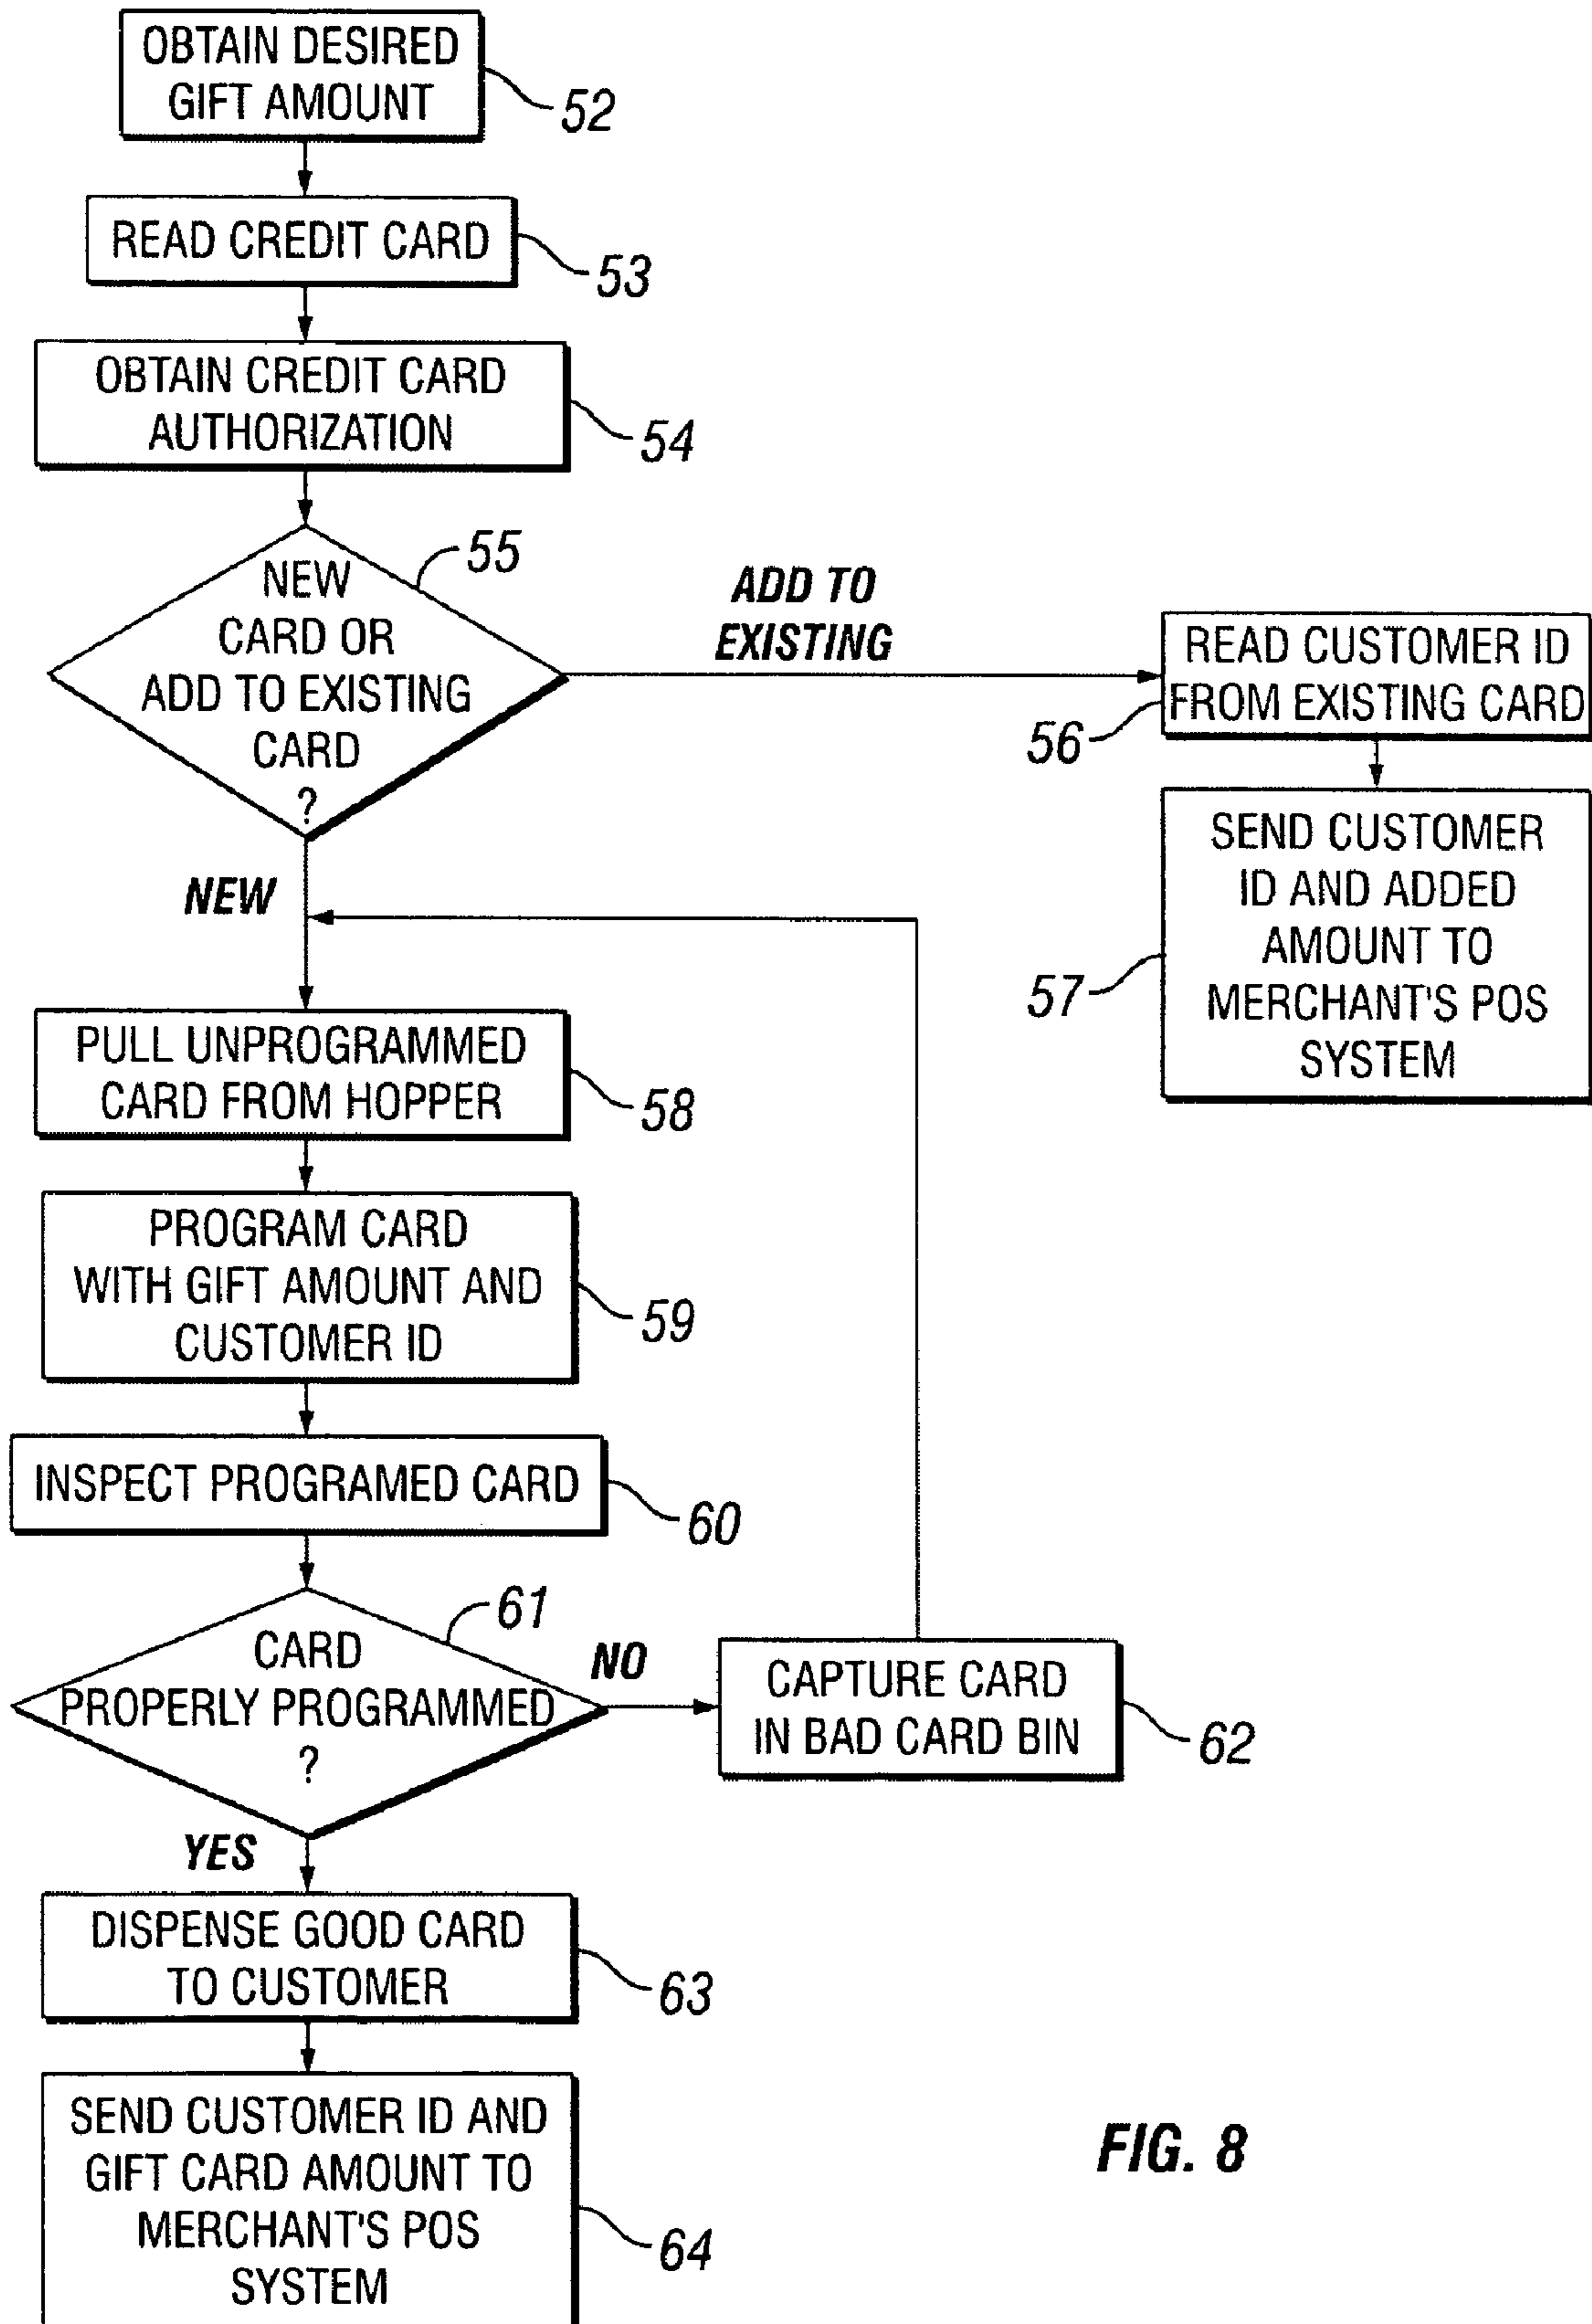 OBTAIN DESIRED
GIFT AMOUNT
52
READ CREDIT CARD
53
OBTAIN CREDIT CARD
AUTHORIZATION
54
NEW
CARD OR
ADD TO EXISTING
CARD
?
55
ADD TO
EXISTING
READ CUSTOMER ID
FROM EXISTING CARD
56
SEND CUSTOMER
ID AND ADDED
AMOUNT TO
MERCHANT'S POS
SYSTEM
57
NEW
PULL UNPROGRAMMED
CARD FROM HOPPER
58
PROGRAM CARD
WITH GIFT AMOUNT AND
CUSTOMER ID
59
INSPECT PROGRAMED CARD
60
CARD
PROPERLY PROGRAMMED
?
61
NO
CAPTURE CARD
IN BAD CARD BIN
62
YES
DISPENSE GOOD CARD
TO CUSTOMER
63
SEND CUSTOMER ID AND
GIFT CARD AMOUNT TO
MERCHANT'S POS
SYSTEM
64
FIG. 8